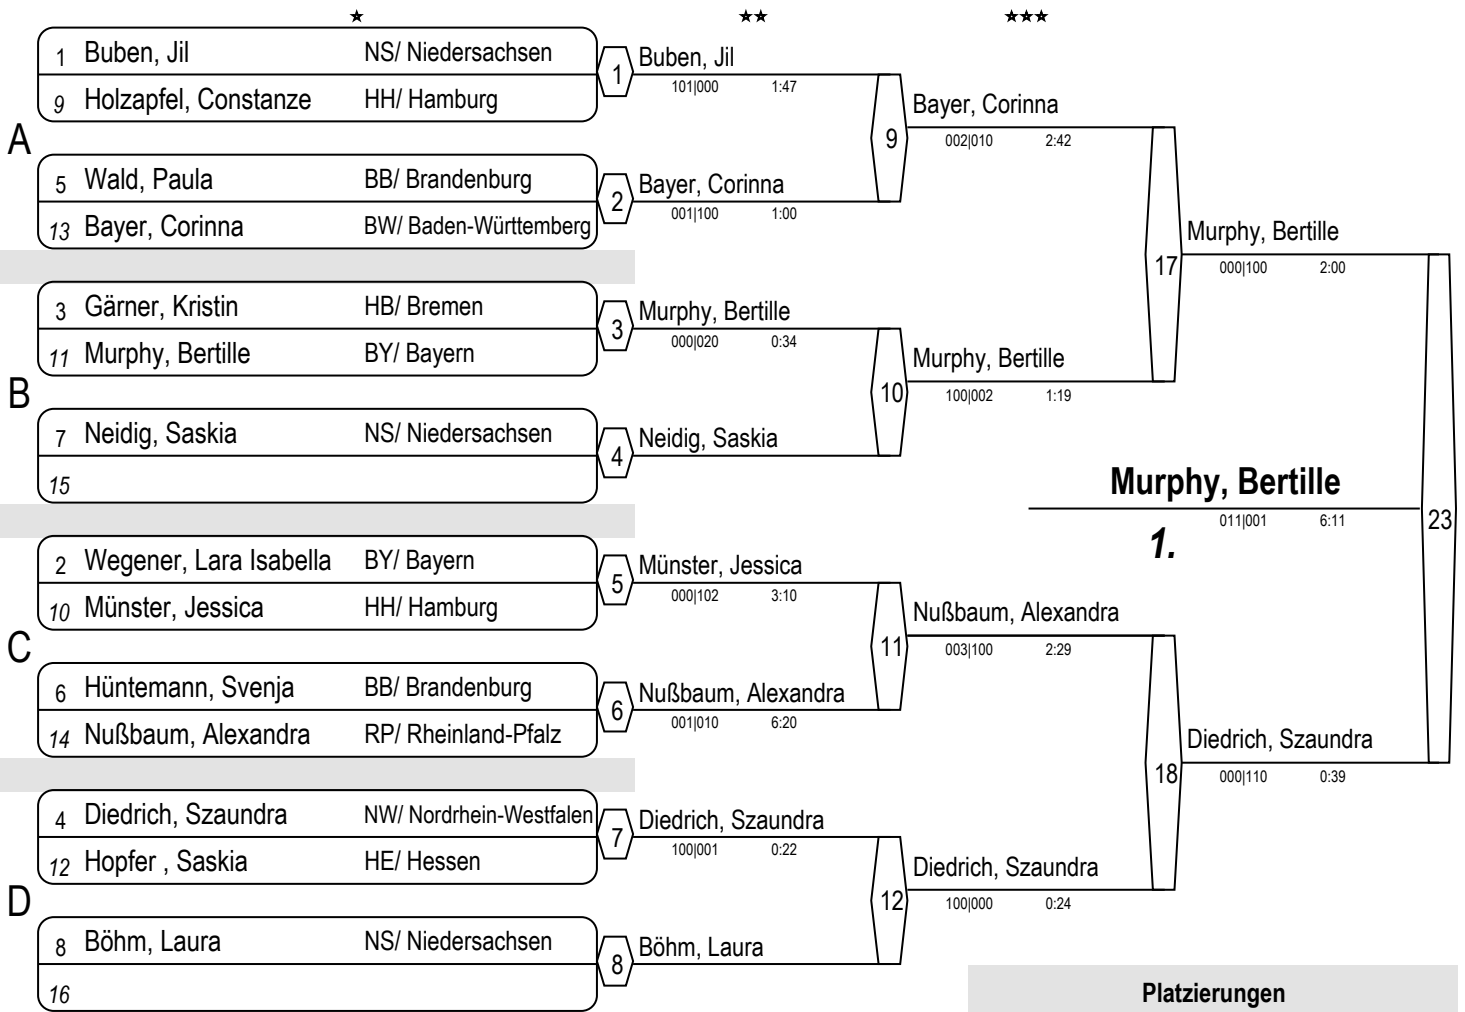 1 Buben, Jil NS/ Niedersachsen
9 Holzapfel, Constanze HH/ Hamburg
A
5 Wald, Paula BB/ Brandenburg
13 Bayer, Corinna BW/ Baden-Württemberg
3 Gärner, Kristin HB/ Bremen
11 Murphy, Bertille BY/ Bayern
B
7 Neidig, Saskia NS/ Niedersachsen
15
2 Wegener, Lara Isabella BY/ Bayern
10 Münster, Jessica HH/ Hamburg
C
6 Hüntemann, Svenja BB/ Brandenburg
14 Nußbaum, Alexandra RP/ Rheinland-Pfalz
4 Diedrich, Szaundra NW/ Nordrhein-Westfalen
12 Hopfer , Saskia HE/ Hessen
D
8 Böhm, Laura NS/ Niedersachsen
16
1 Buben, Jil
101|000 1:47
2 Bayer, Corinna
001|100 1:00
3 Murphy, Bertille
000|020 0:34
4 Neidig, Saskia
5 Münster, Jessica
000|102 3:10
6 Nußbaum, Alexandra
001|010 6:20
7 Diedrich, Szaundra
100|001 0:22
8 Böhm, Laura
9 Bayer, Corinna
002|010 2:42
10 Murphy, Bertille
100|002 1:19
11 Nußbaum, Alexandra
003|100 2:29
12 Diedrich, Szaundra
100|000 0:24
17 Murphy, Bertille
000|100 2:00
18 Diedrich, Szaundra
000|110 0:39
Murphy, Bertille
23
011|001 6:11
1.
Platzierungen